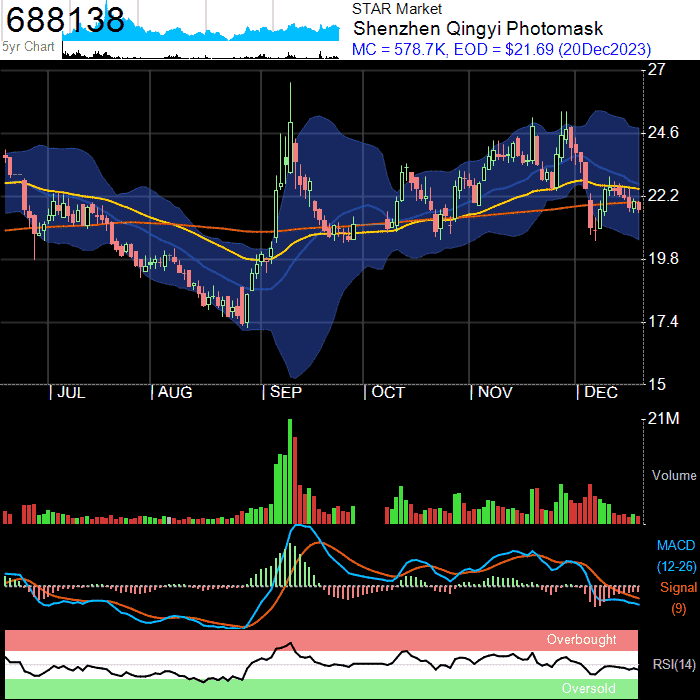 688138
5yr Chart
STAR Market
Shenzhen Qingyi Photomask
MC = 578.7K, EOD = $21.69 (20Dec2023)
27
24.6
22.2
19.8
17.4
15
| JUL | AUG | SEP | OCT | NOV | DEC
21M
Volume
MACD
(12-26)
Signal
(9)
Overbought
RSI(14)
Oversold